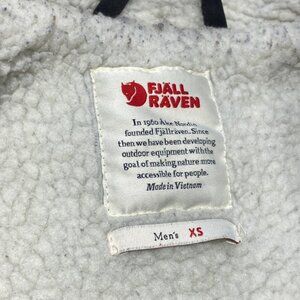 FJÄLL
RÄVEN
In 1960 Åke Nordin
founded Fjällräven. Since
then we have been developing
outdoor equipment with the
goal of making nature more
accessible for people.
Made in Vietnam
Men's XS